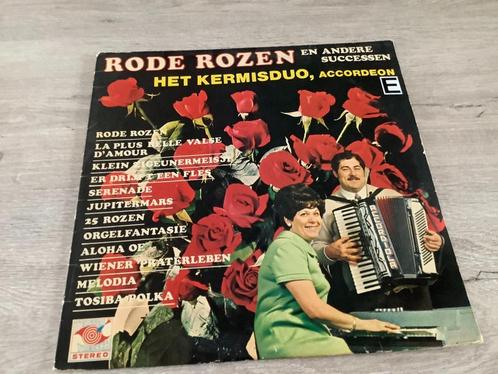 RODE ROZEN EN ANDERE
SUCCESSEN
HET KERMISDUO, ACCORDEON
E
RODE ROZEN
LA PLUS BELLE VALSE
D'AMOUR
KLEIN ZIGEUNERMEISJE
ER DRIJFT EEN FLES
SERENADE
JUPITERMARS
25 ROZEN
ORGELFANTASIE
ALOHA OE
WIENER PRATERLEBEN
MELODIA
TOSIBA POLKA
STEREO